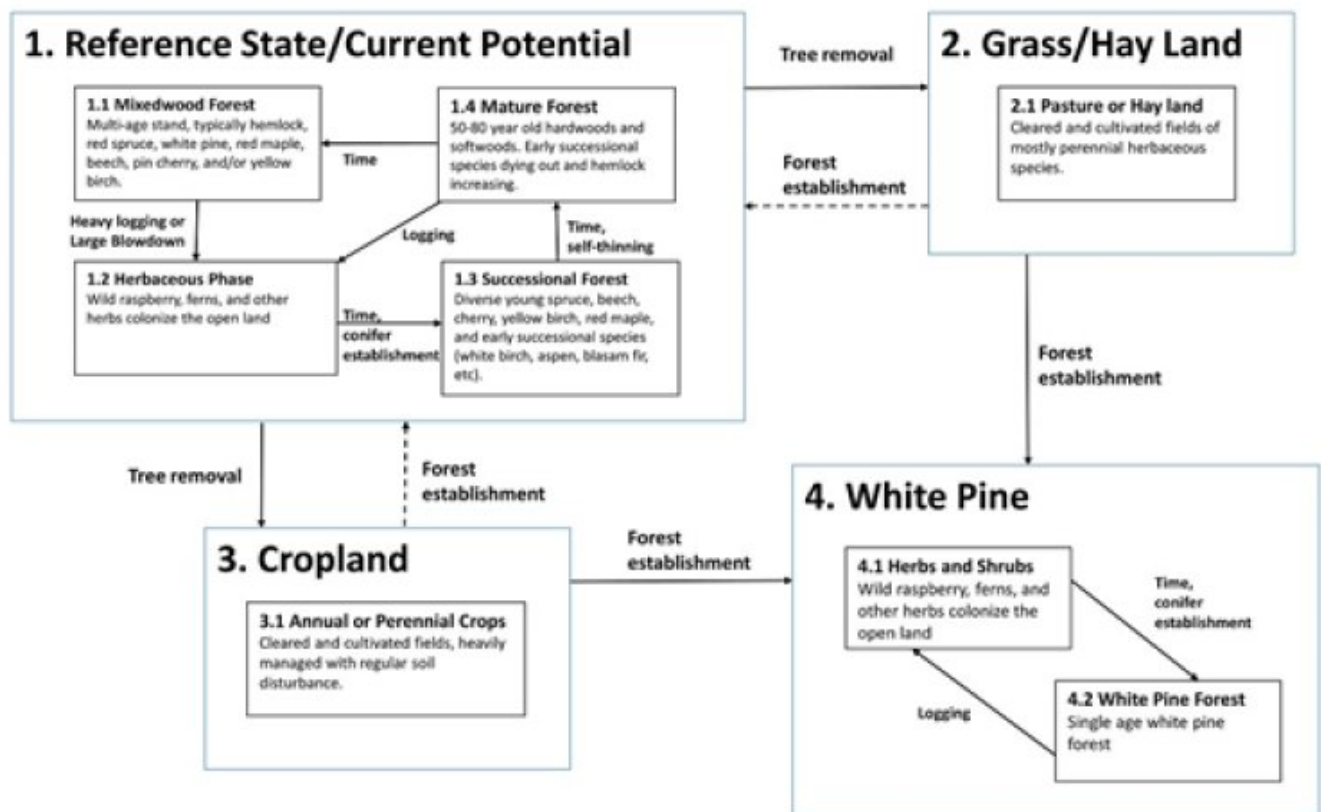 1. Reference State/Current Potential
1.1 Mixedwood Forest
Multi-age stand, typically hemlock,
red spruce, white pine, red maple,
beech, pin cherry, and/or yellow
birch.
1.4 Mature Forest
50-80 year old hardwoods and
softwoods. Early successional
species dying out and hemlock
increasing.
Time
Heavy logging or
Large Blowdown
Logging
Time,
self-thinning
1.2 Herbaceous Phase
Wild raspberry, ferns, and other
herbs colonize the open land
Time,
conifer
establishment
1.3 Successional Forest
Diverse young spruce, beech,
cherry, yellow birch, red maple,
and early successional species
(white birch, aspen, blasam fir,
etc).
Tree removal
Forest
establishment
2. Grass/Hay Land
2.1 Pasture or Hay land
Cleared and cultivated fields of
mostly perennial herbaceous
species.
Forest
establishment
Tree removal
Forest
establishment
3. Cropland
3.1 Annual or Perennial Crops
Cleared and cultivated fields, heavily
managed with regular soil
disturbance.
Forest
establishment
4. White Pine
4.1 Herbs and Shrubs
Wild raspberry, ferns, and
other herbs colonize the
open land
Time,
conifer
establishment
Logging
4.2 White Pine Forest
Single age white pine
forest